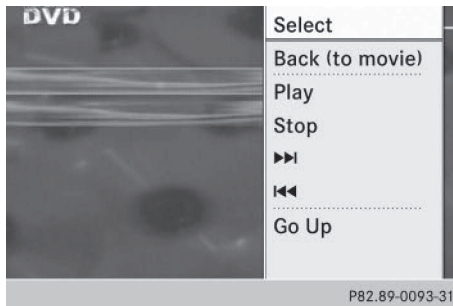 DVD
Select
Back (to movie)
Play
Stop
▶▶I
I◀◀
Go Up
P82.89-0093-31